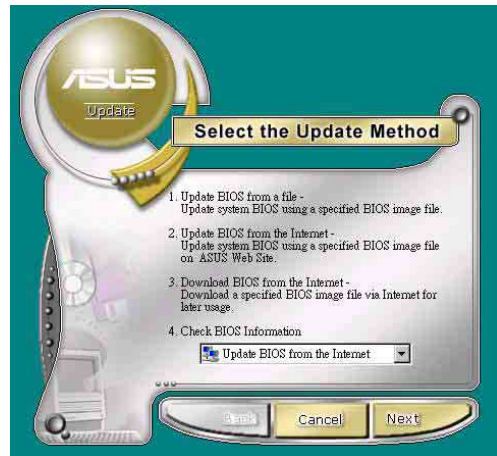 ASUS
Update
Select the Update Method
1. Update BIOS from a file -
Update system BIOS using a specified BIOS image file.
2. Update BIOS from the Internet -
Update system BIOS using a specified BIOS image file
on ASUS Web Site.
3. Download BIOS from the Internet -
Download a specified BIOS image file via Internet for
later usage.
4. Check BIOS Information
Update BIOS from the Internet
Back Cancel Next